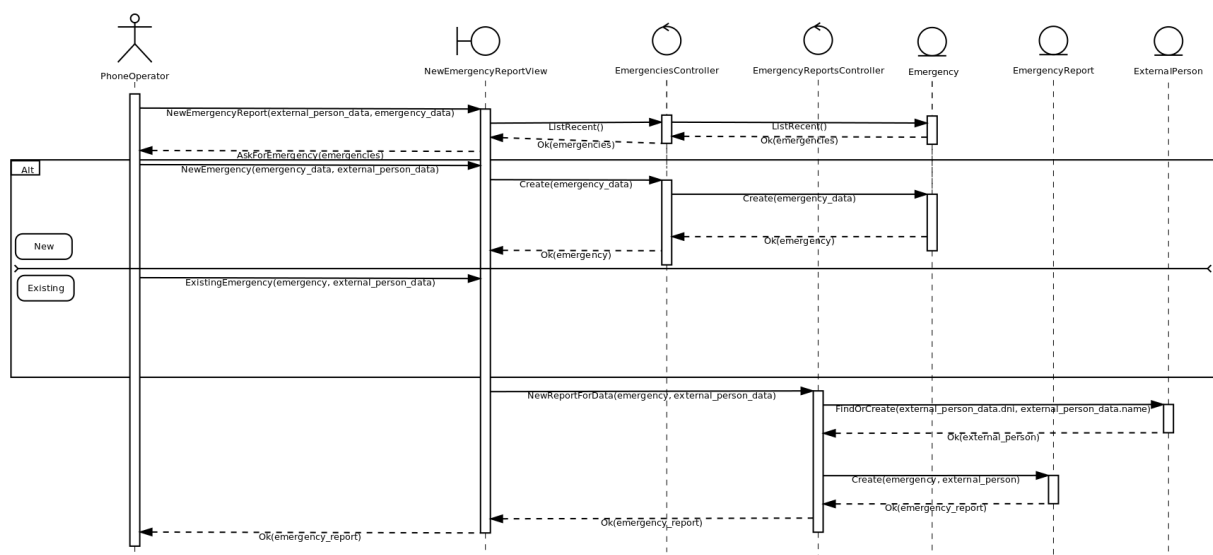 PhoneOperator
NewEmergencyReportView
EmergenciesController
EmergencyReportsController
Emergency
EmergencyReport
ExternalPerson
NewEmergencyReport(external_person_data, emergency_data)
ListRecent()
ListRecent()
Ok(emergencies)
Ok(emergencies)
AskForEmergency(emergencies)
Alt
NewEmergency(emergency_data, external_person_data)
Create(emergency_data)
Create(emergency_data)
Ok(emergency)
New
Ok(emergency)
ExistingEmergency(emergency, external_person_data)
Existing
NewReportForData(emergency, external_person_data)
FindOrCreate(external_person_data.dni, external_person_data.name)
Ok(external_person)
Create(emergency, external_person)
Ok(emergency_report)
Ok(emergency_report)
Ok(emergency_report)